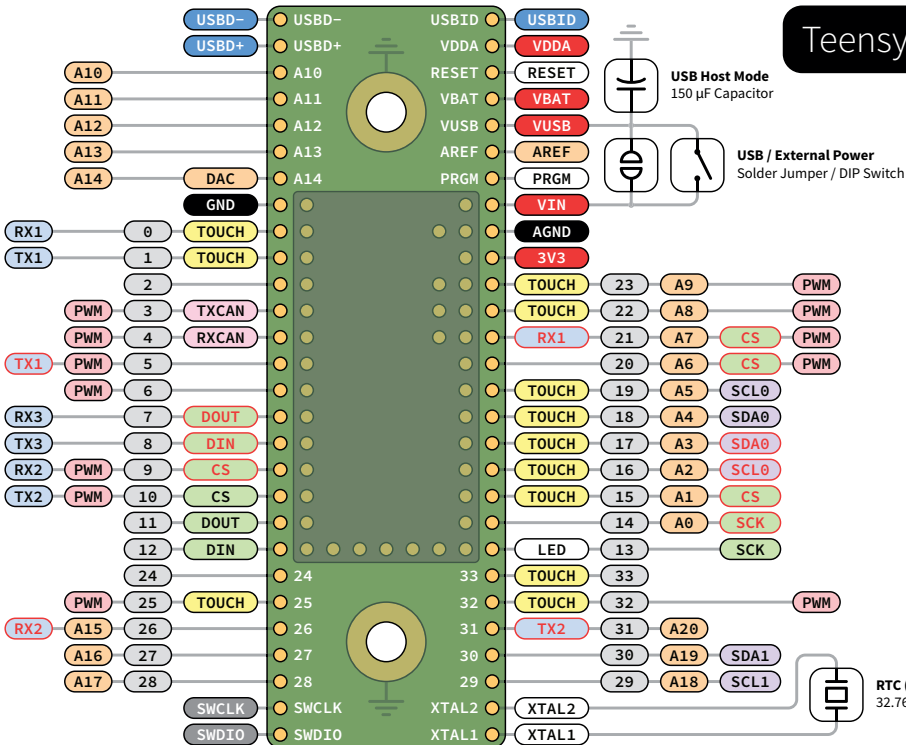 USBD- USBD- USBID USBID
USBD+ USBD+ VDDA VDDA
Teensy
A10 A10 RESET RESET
USB Host Mode
150 µF Capacitor
A11 A11 VBAT VBAT
A12 A12 VUSB VUSB
A13 A13 AREF AREF
USB / External Power
Solder Jumper / DIP Switch
A14 DAC A14 PRGM PRGM
GND VIN
RX1 0 TOUCH AGND
TX1 1 TOUCH 3V3
2 TOUCH 23 A9 PWM
PWM 3 TXCAN TOUCH 22 A8 PWM
PWM 4 RXCAN RX1 21 A7 CS PWM
TX1 PWM 5 20 A6 CS PWM
PWM 6 TOUCH 19 A5 SCL0
RX3 7 DOUT TOUCH 18 A4 SDA0
TX3 8 DIN TOUCH 17 A3 SDA0
RX2 PWM 9 CS TOUCH 16 A2 SCL0
TX2 PWM 10 CS TOUCH 15 A1 CS
11 DOUT 14 A0 SCK
12 DIN LED 13 SCK
24 24 33 TOUCH 33
PWM 25 TOUCH 25 32 TOUCH 32 PWM
RX2 A15 26 26 31 TX2 31 A20
A16 27 27 30 30 A19 SDA1
A17 28 28 29 29 A18 SCL1
RTC (
32.76
SWCLK SWCLK XTAL2 XTAL2
SWDIO SWDIO XTAL1 XTAL1